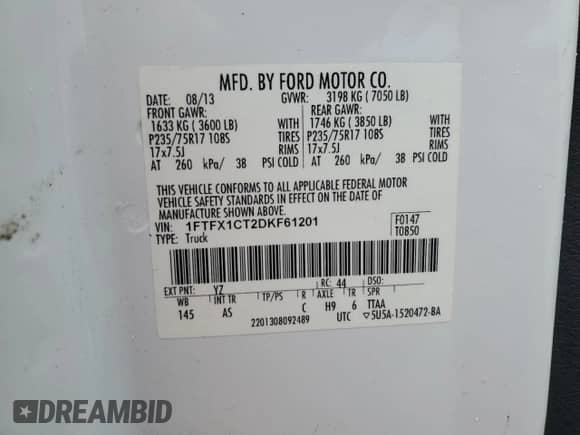 MFD. BY FORD MOTOR CO.
DATE: 08/13 GVWR: 3198 KG ( 7050 LB)
FRONT GAWR: REAR GAWR:
1633 KG ( 3600 LB) WITH 1746 KG ( 3850 LB) WITH
P235/75R17 108S TIRES P235/75R17 108S TIRES
17x7.5J RIMS 17x7.5J RIMS
AT 260 kPa/ 38 PSI COLD AT 260 kPa/ 38 PSI COLD
THIS VEHICLE CONFORMS TO ALL APPLICABLE FEDERAL MOTOR
VEHICLE SAFETY STANDARDS IN EFFECT ON THE DATE OF
MANUFACTURE SHOWN ABOVE.
VIN: 1FTFX1CT2DKF61201 F0147
TYPE: Truck T0850
EXT PNT: YZ RC: 44 DSO:
WB INT TR TP/PS R AXLE TR SPR
145 AS C H9 6 TTAA
2201308092489 UTC ▽5U5A-1520472-BA
DREAMBID